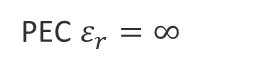 PEC εᵣ = ∞